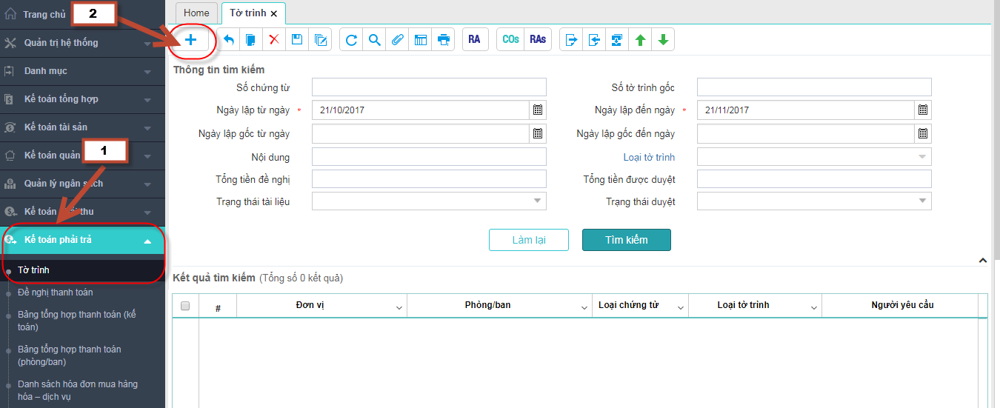 Trang chủ
2
Quản trị hệ thống
Danh mục
Kế toán tổng hợp
Kế toán tài sản
Kế toán quản
1
Quản lý ngân sách
Kế toán thu
Kế toán phải trả
Tờ trình
Đề nghị thanh toán
Bảng tổng hợp thanh toán (kế
toán)
Bảng tổng hợp thanh toán
(phòng/ban)
Danh sách hóa đơn mua hàng
hóa – dịch vụ
Home
Tờ trình
RA
COs
RAs
Thông tin tìm kiếm
Số chứng từ
Số tờ trình gốc
Ngày lập từ ngày * 21/10/2017
Ngày lập đến ngày * 21/11/2017
Ngày lập gốc từ ngày
Ngày lập gốc đến ngày
Nội dung
Loại tờ trình
Tổng tiền đề nghị
Tổng tiền được duyệt
Trạng thái tài liệu
Trạng thái duyệt
Làm lại
Tìm kiếm
Kết quả tìm kiếm (Tổng số 0 kết quả)
# Đơn vị Phòng/ban Loại chứng từ Loại tờ trình Người yêu cầu